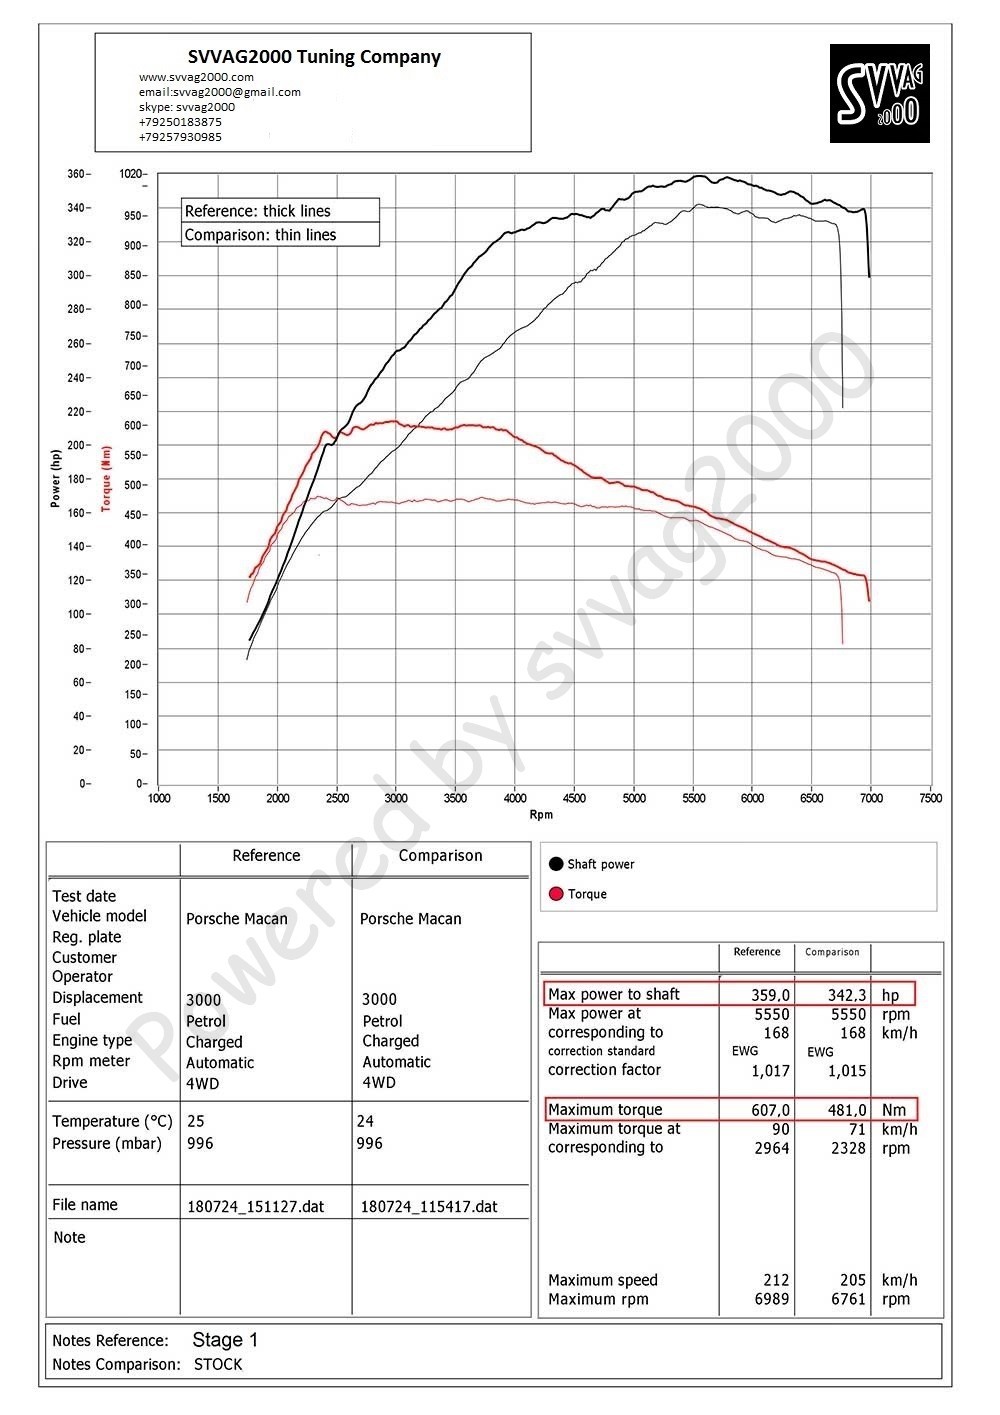 SVVAG2000 Tuning Company
www.svvag2000.com
email:svvag2000@gmail.com
skype: svvag2000
+79250183875
+79257930985
SVVAG
2000
Reference: thick lines
Comparison: thin lines
360
340
320
300
280
260
240
220
200
180
160
140
120
100
80
60
40
20
0
Power (hp)
1020
950
900
850
800
750
700
650
600
550
500
450
400
350
300
250
200
150
100
50
0
Torque (Nm)
1000 1500 2000 2500 3000 3500 4000 4500 5000 5500 6000 6500 7000 7500
Rpm
Powered by svvag2000
Reference Comparison
Test date
Vehicle model Porsche Macan Porsche Macan
Reg. plate
Customer
Operator
Displacement 3000 3000
Fuel Petrol Petrol
Engine type Charged Charged
Rpm meter Automatic Automatic
Drive 4WD 4WD
Temperature (°C) 25 24
Pressure (mbar) 996 996
File name 180724_151127.dat 180724_115417.dat
Note
Shaft power
Torque
Reference Comparison
Max power to shaft 359,0 342,3 hp
Max power at 5550 5550 rpm
corresponding to 168 168 km/h
correction standard EWG EWG
correction factor 1,017 1,015
Maximum torque 607,0 481,0 Nm
Maximum torque at 90 71 km/h
corresponding to 2964 2328 rpm
Maximum speed 212 205 km/h
Maximum rpm 6989 6761 rpm
Notes Reference: Stage 1
Notes Comparison: STOCK